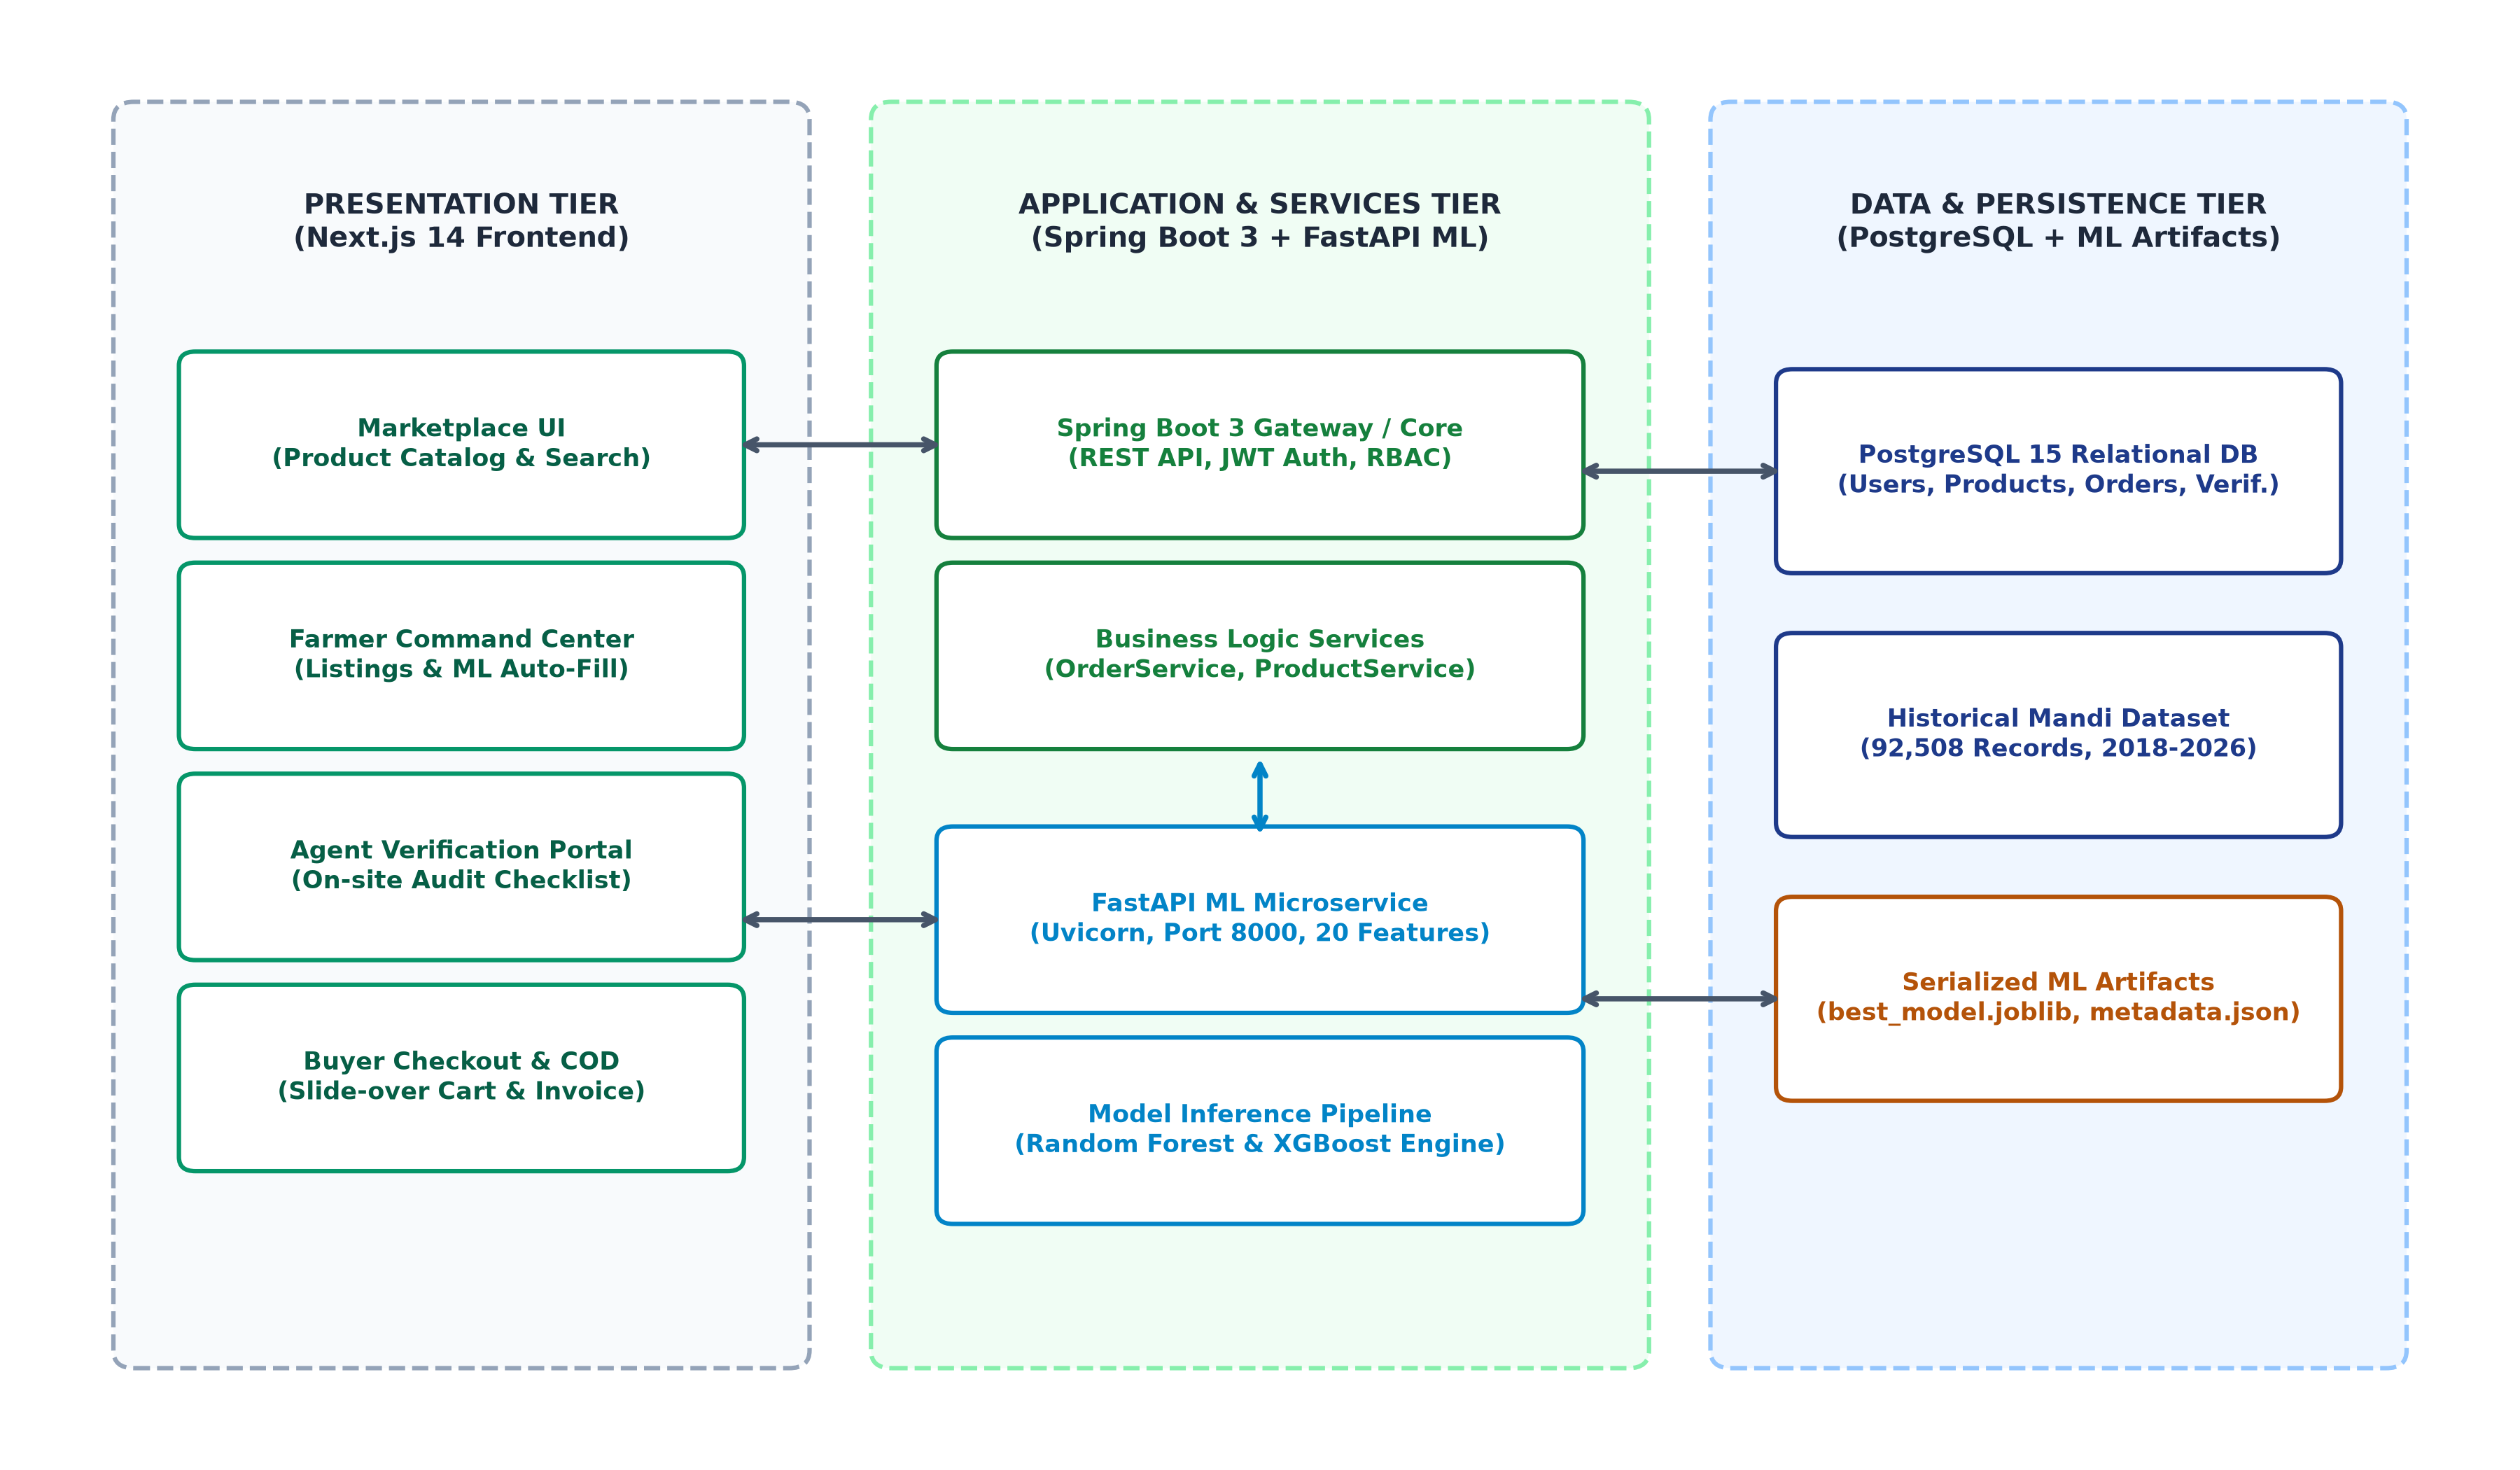 PRESENTATION TIER
(Next.js 14 Frontend)
Marketplace UI
(Product Catalog & Search)
Farmer Command Center
(Listings & ML Auto-Fill)
Agent Verification Portal
(On-site Audit Checklist)
Buyer Checkout & COD
(Slide-over Cart & Invoice)
APPLICATION & SERVICES TIER
(Spring Boot 3 + FastAPI ML)
Spring Boot 3 Gateway / Core
(REST API, JWT Auth, RBAC)
Business Logic Services
(OrderService, ProductService)
FastAPI ML Microservice
(Uvicorn, Port 8000, 20 Features)
Model Inference Pipeline
(Random Forest & XGBoost Engine)
DATA & PERSISTENCE TIER
(PostgreSQL + ML Artifacts)
PostgreSQL 15 Relational DB
(Users, Products, Orders, Verif.)
Historical Mandi Dataset
(92,508 Records, 2018-2026)
Serialized ML Artifacts
(best_model.joblib, metadata.json)